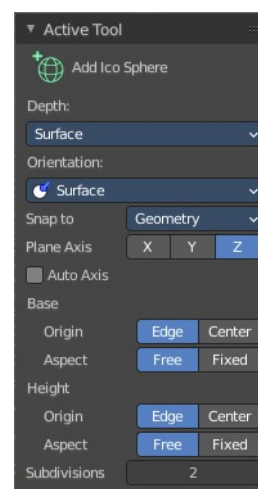 Active Tool
Add Ico Sphere
Depth:
Surface
Orientation:
Surface
Snap to Geometry
Plane Axis X Y Z
Auto Axis
Base
Origin Edge Center
Aspect Free Fixed
Height
Origin Edge Center
Aspect Free Fixed
Subdivisions 2